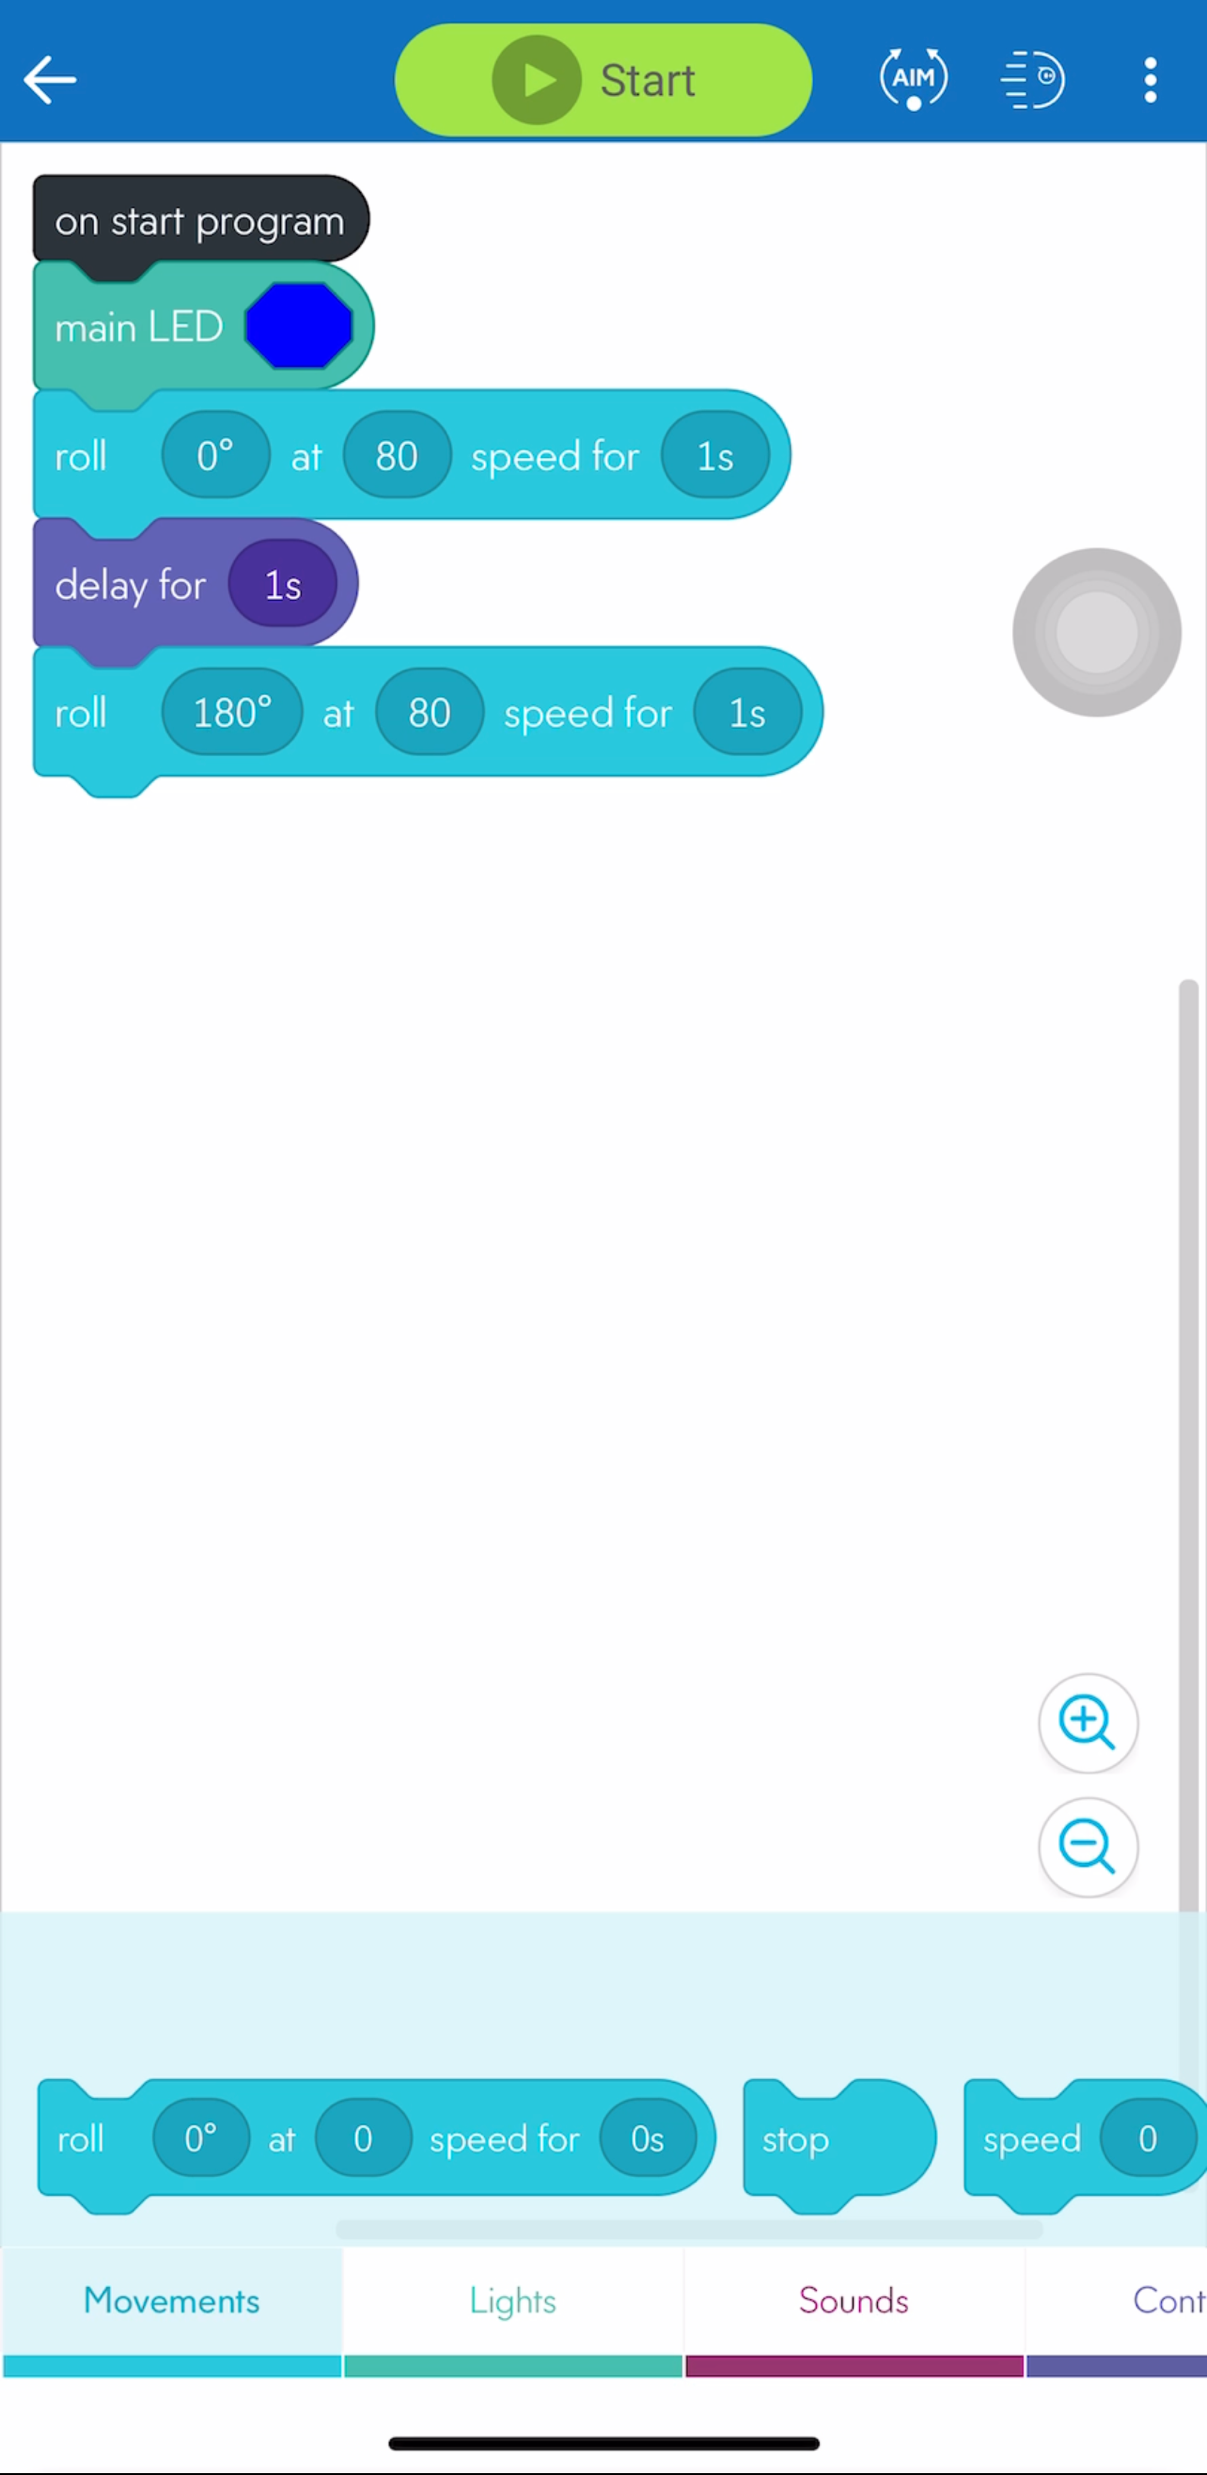 Start
AIM
on start program
main LED
roll 0° at 80 speed for 1s
delay for 1s
roll 180° at 80 speed for 1s
roll 0° at 0 speed for 0s
stop
speed 0
Movements
Lights
Sounds
Cont